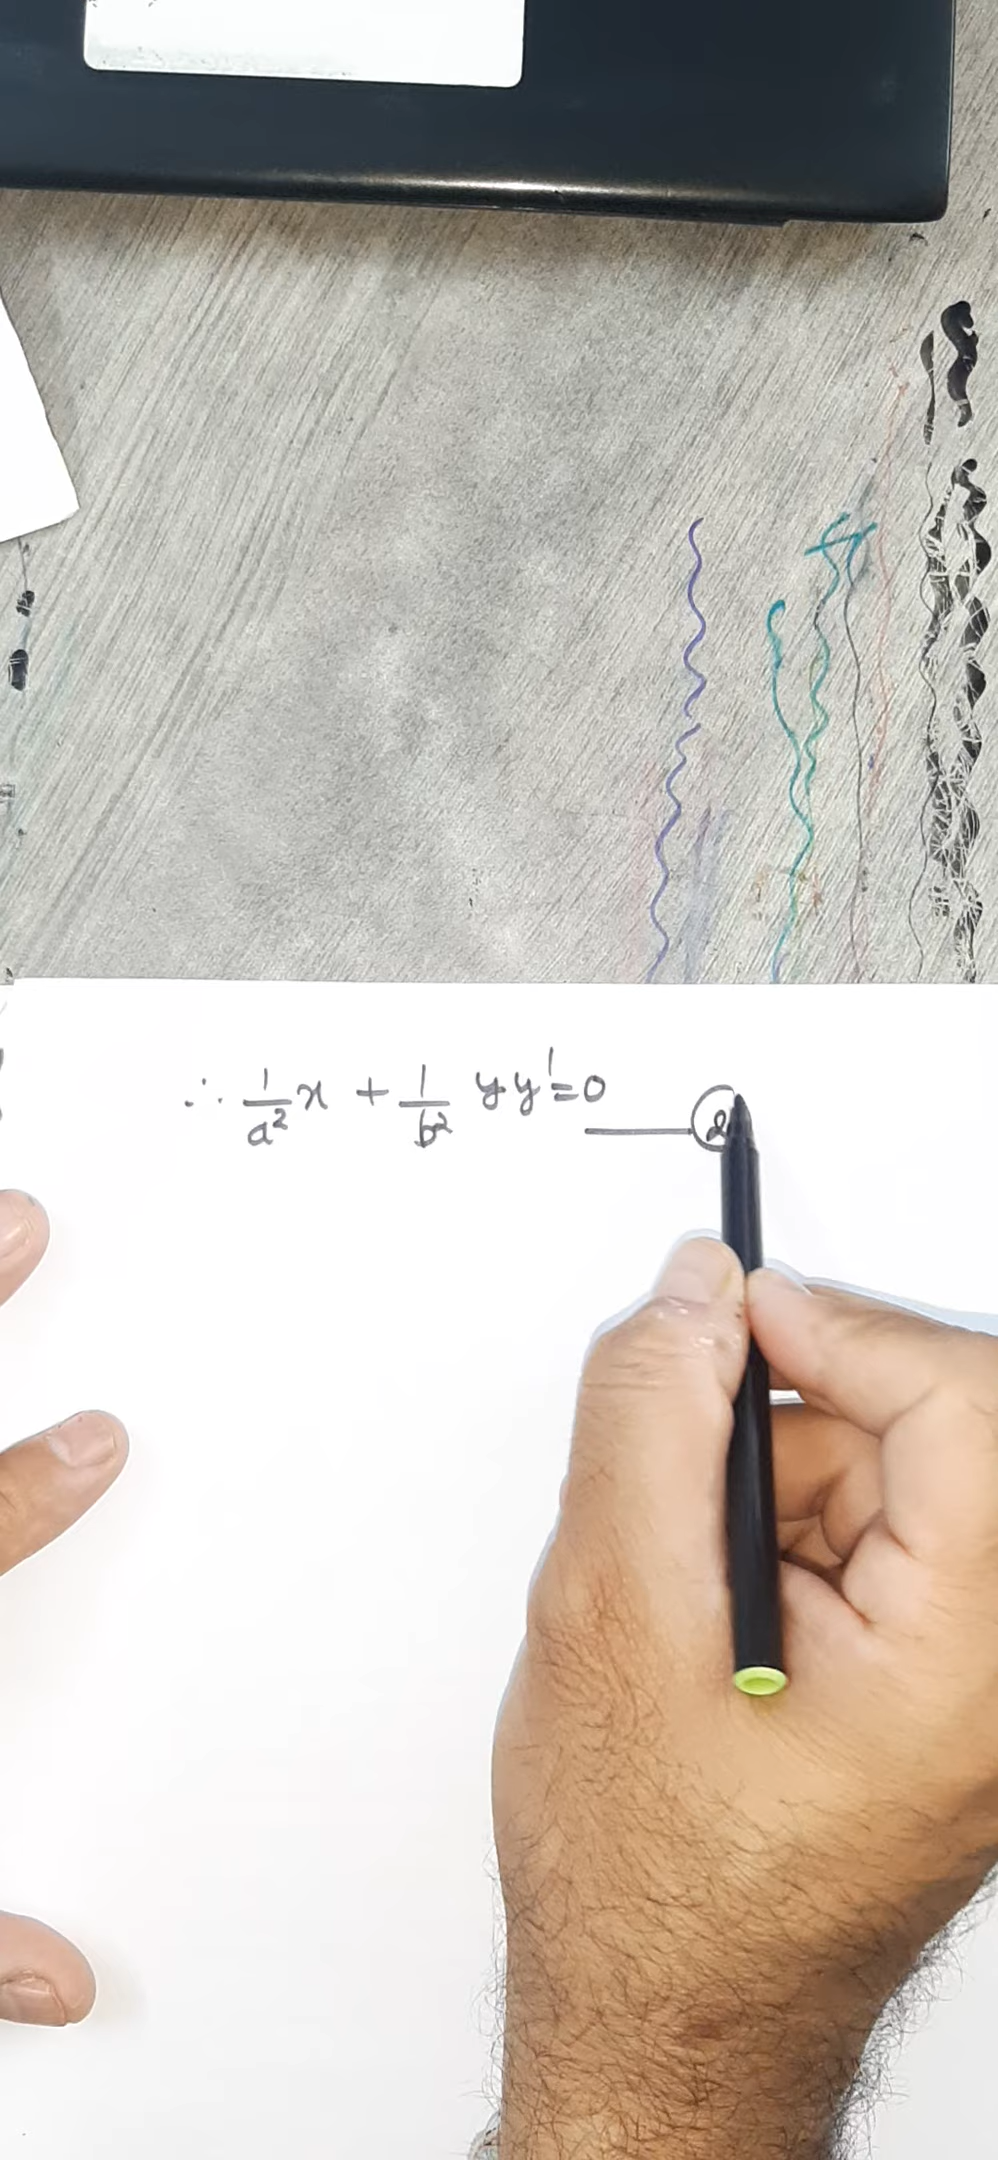 ∴ 1/a² x + 1/b² yy' = 0 ——— ②